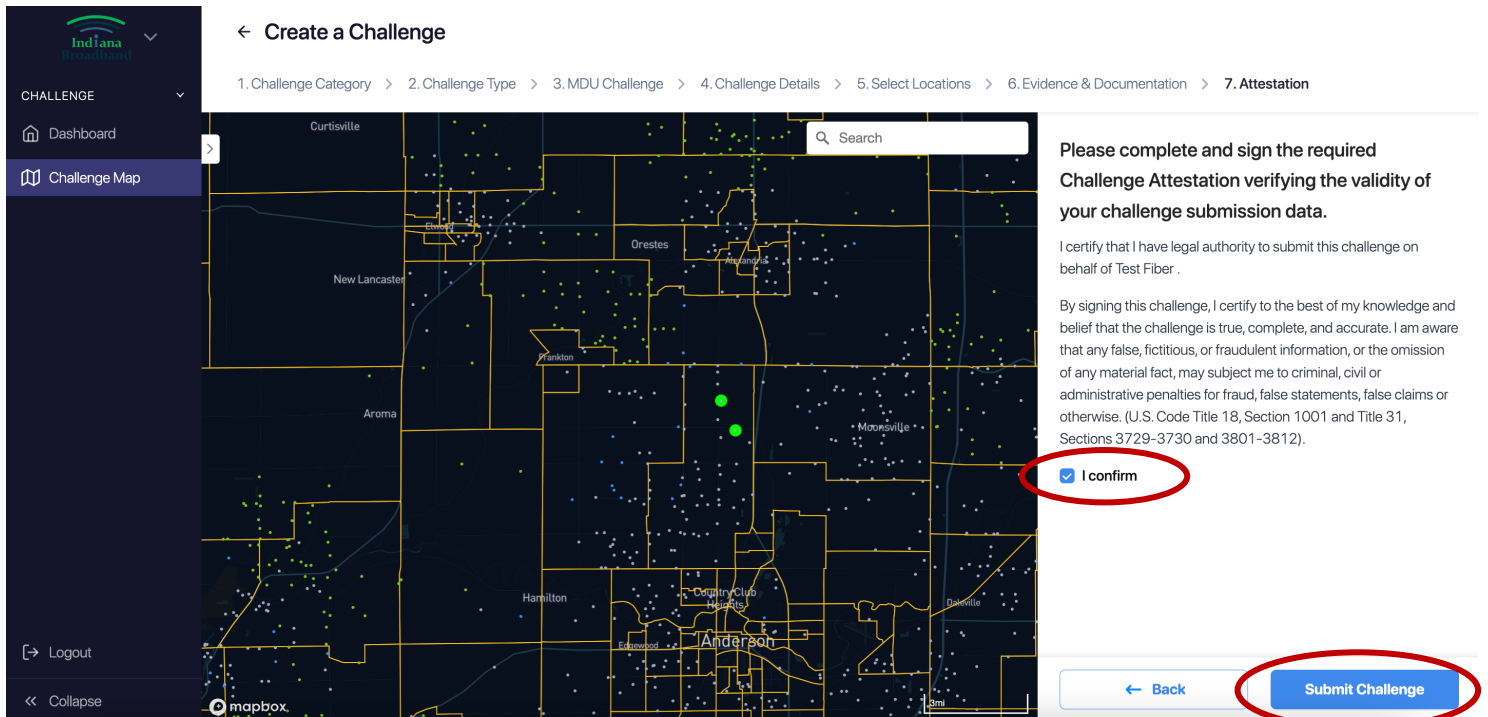 Indiana
Broadband
CHALLENGE
Dashboard
Challenge Map
Logout
Collapse
← Create a Challenge
1. Challenge Category > 2. Challenge Type > 3. MDU Challenge > 4. Challenge Details > 5. Select Locations > 6. Evidence & Documentation > 7. Attestation
Search
Curtisville
Elwood
Orestes
Alexandria
New Lancaster
Frankton
Aroma
Moonsville
Hamilton
Country Club
Heights
Daleville
Edgewood
Anderson
mapbox
3mi
Please complete and sign the required
Challenge Attestation verifying the validity of
your challenge submission data.
I certify that I have legal authority to submit this challenge on
behalf of Test Fiber .
By signing this challenge, I certify to the best of my knowledge and
belief that the challenge is true, complete, and accurate. I am aware
that any false, fictitious, or fraudulent information, or the omission
of any material fact, may subject me to criminal, civil or
administrative penalties for fraud, false statements, false claims or
otherwise. (U.S. Code Title 18, Section 1001 and Title 31,
Sections 3729-3730 and 3801-3812).
I confirm
← Back
Submit Challenge